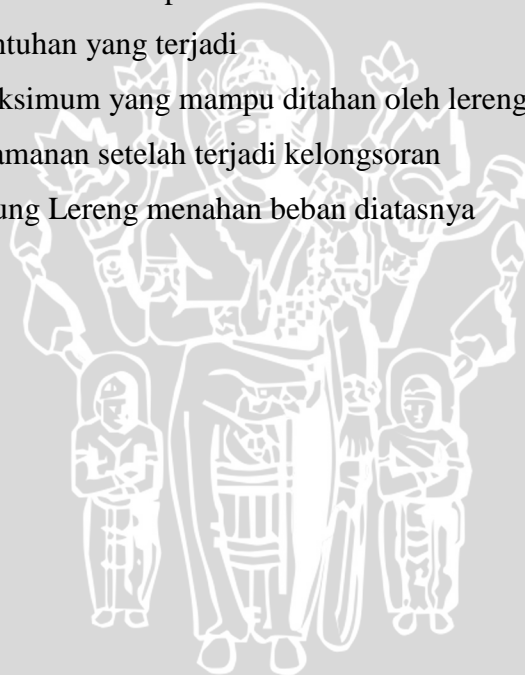 ntuhan yang terjadi
ksimum yang mampu ditahan oleh lereng
amanan setelah terjadi kelongsoran
ung Lereng menahan beban diatasnya